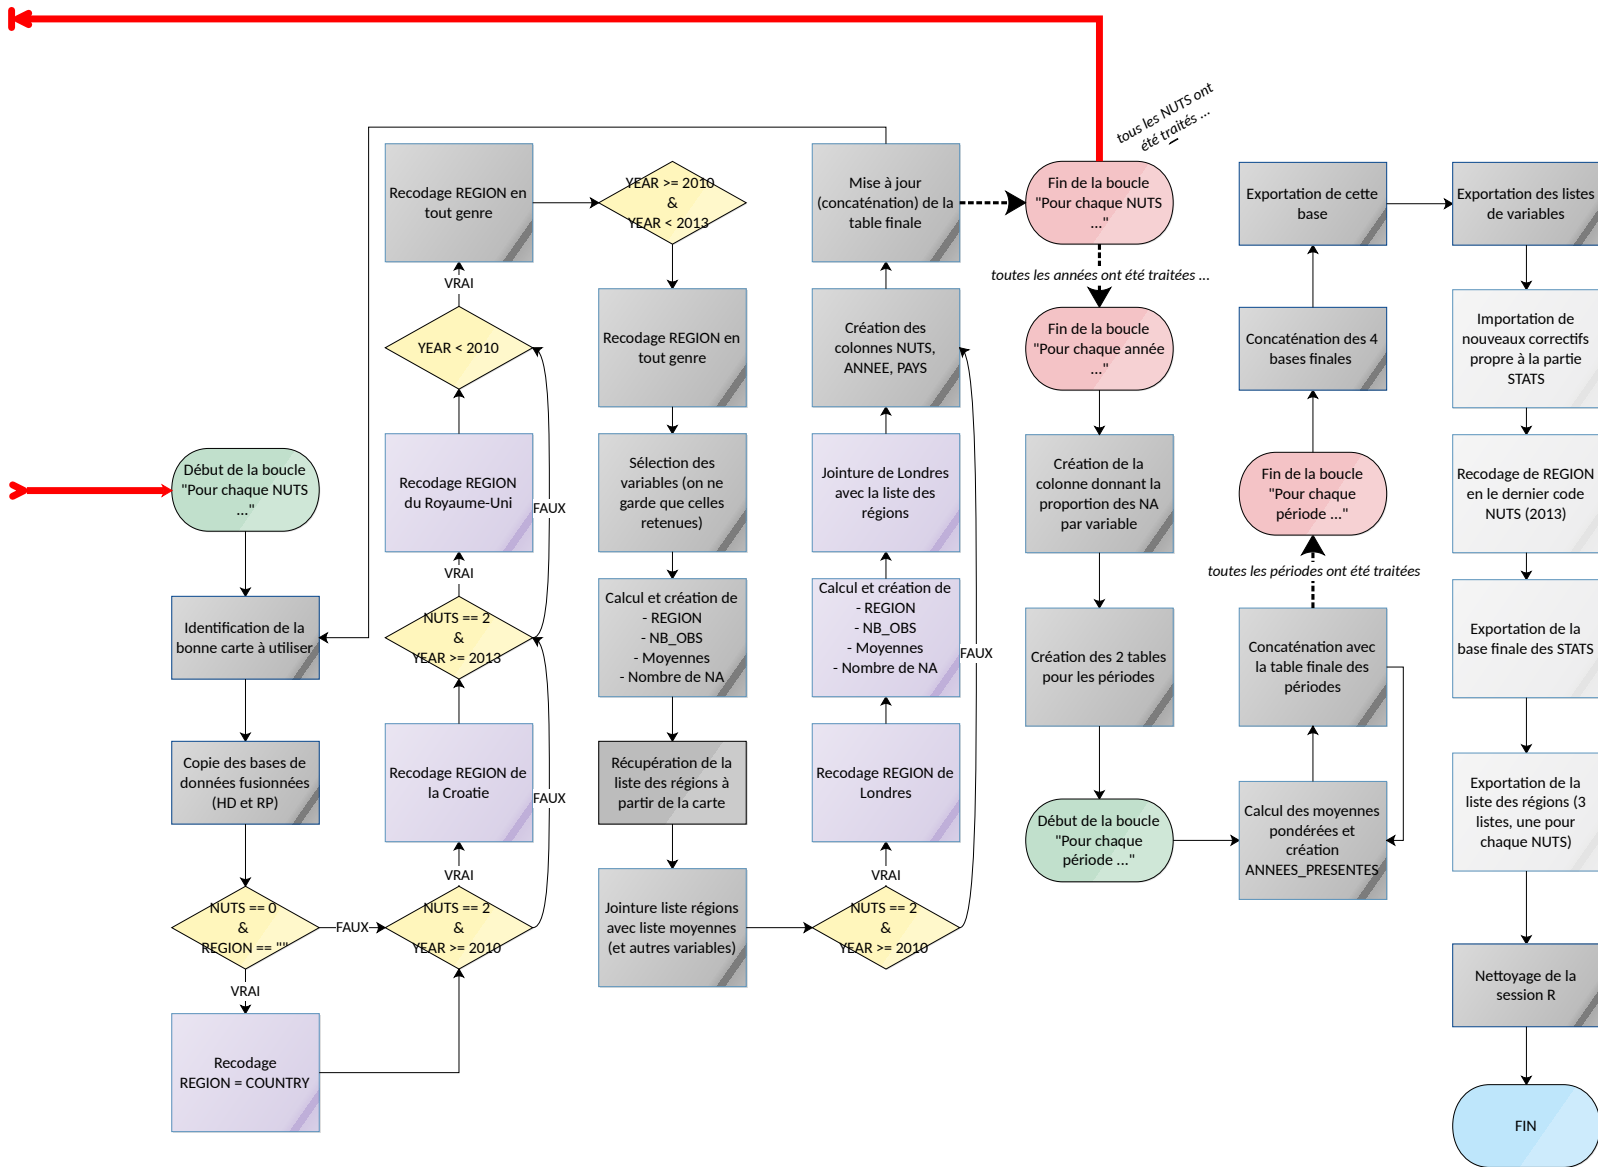 tous les NUTS ont
été traités ...
Début de la boucle
"Pour chaque NUTS
..."
Identification de la
bonne carte à utiliser
Copie des bases de
données fusionnées
(HD et RP)
NUTS == 0
&
REGION == ""
FAUX
VRAI
Recodage
REGION = COUNTRY
Recodage REGION en
tout genre
VRAI
YEAR < 2010
Recodage REGION
du Royaume-Uni
FAUX
VRAI
NUTS == 2
&
YEAR >= 2013
Recodage REGION de
la Croatie
FAUX
VRAI
NUTS == 2
&
YEAR >= 2010
YEAR >= 2010
&
YEAR < 2013
Recodage REGION en
tout genre
Sélection des
variables (on ne
garde que celles
retenues)
Calcul et création de
- REGION
- NB_OBS
- Moyennes
- Nombre de NA
Récupération de la
liste des régions à
partir de la carte
Jointure liste régions
avec liste moyennes
(et autres variables)
Mise à jour
(concaténation) de la
table finale
Création des
colonnes NUTS,
ANNEE, PAYS
Jointure de Londres
avec la liste des
régions
Calcul et création de
- REGION
- NB_OBS
- Moyennes
- Nombre de NA
FAUX
Recodage REGION de
Londres
VRAI
NUTS == 2
&
YEAR >= 2010
Fin de la boucle
"Pour chaque NUTS
..."
toutes les années ont été traitées ...
Fin de la boucle
"Pour chaque année
..."
Création de la
colonne donnant la
proportion des NA
par variable
Création des 2 tables
pour les périodes
Début de la boucle
"Pour chaque
période ..."
Exportation de cette
base
Concaténation des 4
bases finales
Fin de la boucle
"Pour chaque
période ..."
toutes les périodes ont été traitées
Concaténation avec
la table finale des
périodes
Calcul des moyennes
pondérées et
création
ANNEES_PRESENTES
Exportation des listes
de variables
Importation de
nouveaux correctifs
propre à la partie
STATS
Recodage de REGION
en le dernier code
NUTS (2013)
Exportation de la
base finale des STATS
Exportation de la
liste des régions (3
listes, une pour
chaque NUTS)
Nettoyage de la
session R
FIN